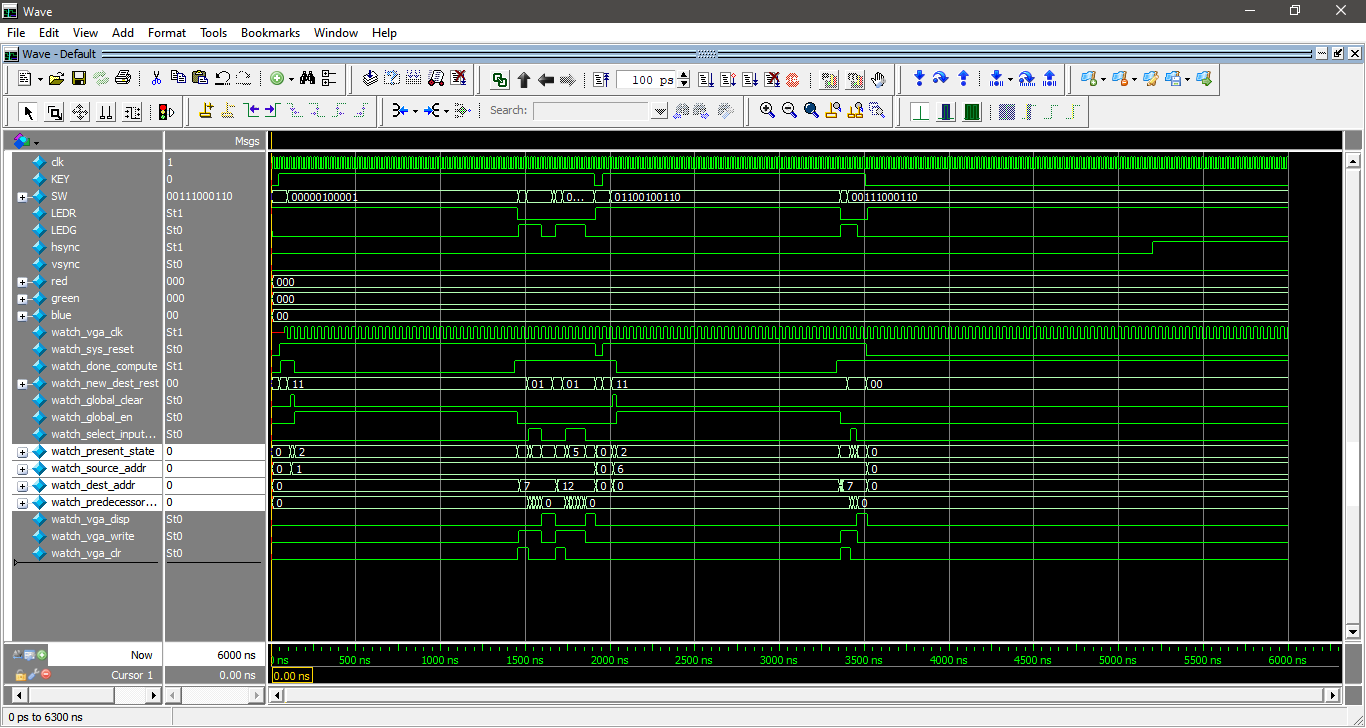 Wave
File Edit View Add Format Tools Bookmarks Window Help
Wave - Default
100 ps
Search:
Msgs
clk 1
KEY 0
SW 00111000110 00000100001 0... 01100100110 00111000110
LEDR St1
LEDG St0
hsync St1
vsync St0
red 000 000
green 000 000
blue 00 00
watch_vga_clk St1
watch_sys_reset St0
watch_done_compute St1
watch_new_dest_rest 00 11 01 01 11 00
watch_global_clear St0
watch_global_en St0
watch_select_input... St0
watch_present_state 0 0 2 5 0 2 0
watch_source_addr 0 0 1 0 6 0
watch_dest_addr 0 0 7 12 0 0 7 0
watch_predecessor... 0 0 0 0 0
watch_vga_disp St0
watch_vga_write St0
watch_vga_clr St0
Now 6000 ns ns 500 ns 1000 ns 1500 ns 2000 ns 2500 ns 3000 ns 3500 ns 4000 ns 4500 ns 5000 ns 5500 ns 6000 ns
Cursor 1 0.00 ns 0.00 ns
0 ps to 6300 ns